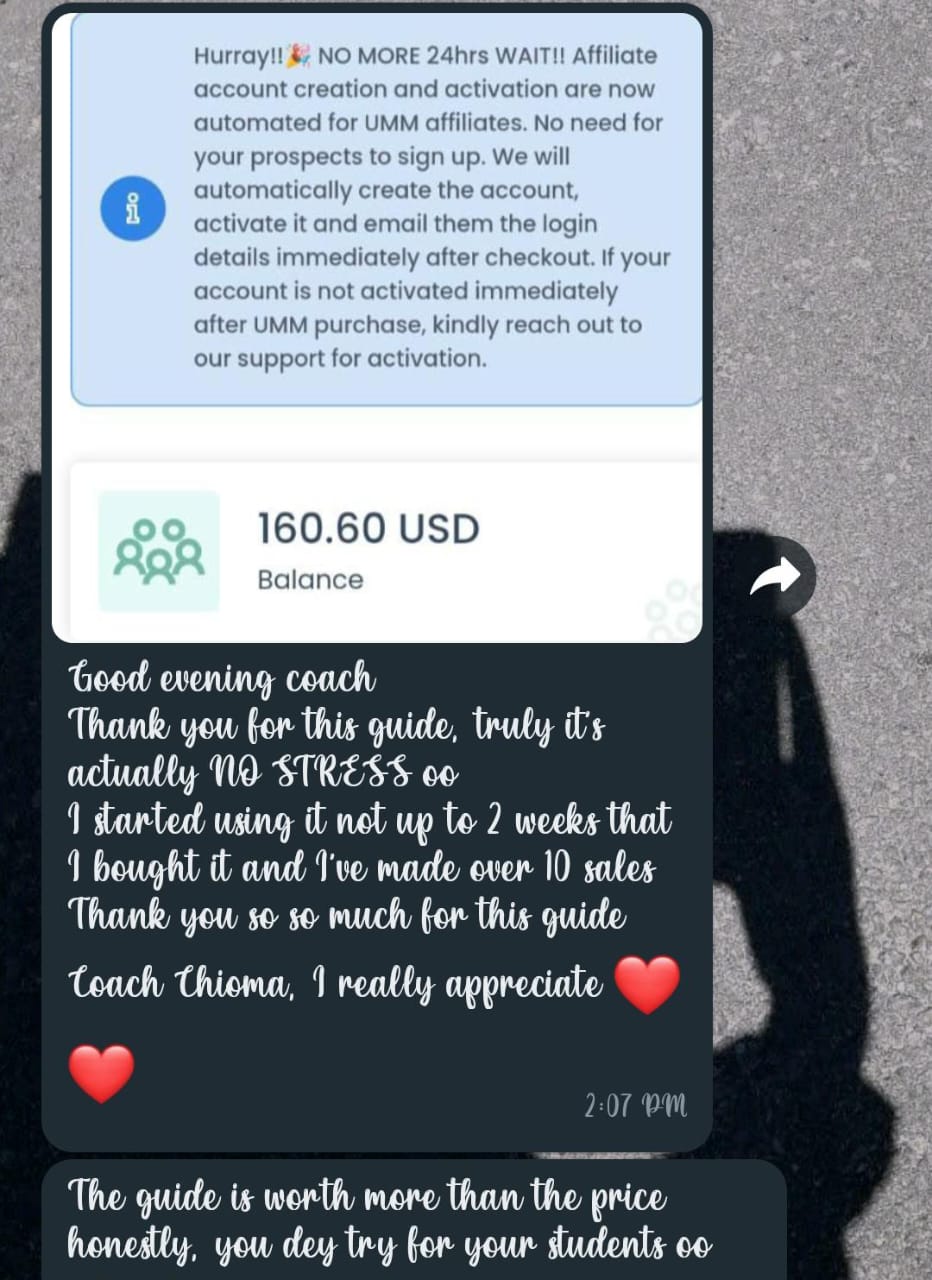 Hurray!!🎉 NO MORE 24hrs WAIT!! Affiliate
account creation and activation are now
automated for UMM affiliates. No need for
your prospects to sign up. We will
automatically create the account,
activate it and email them the login
details immediately after checkout. If your
account is not activated immediately
after UMM purchase, kindly reach out to
our support for activation.
160.60 USD
Balance
Good evening coach
Thank you for this guide, truly it's
actually NO STRESS oo
I started using it not up to 2 weeks that
I bought it and I've made over 10 sales
Thank you so so much for this guide
Coach Chioma, I really appreciate ❤️
❤️
2:07 PM
The guide is worth more than the price
honestly, you dey try for your students oo